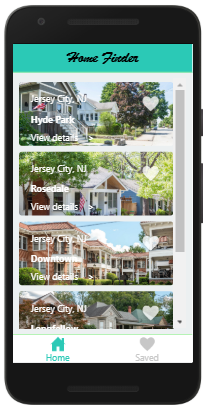 Home Finder
Jersey City, NJ
Hyde Park
View details >
Jersey City, NJ
Rosedale
View details >
Jersey City, NJ
Downtown
View details >
Jersey City, NJ
Longfellow
Home
Saved